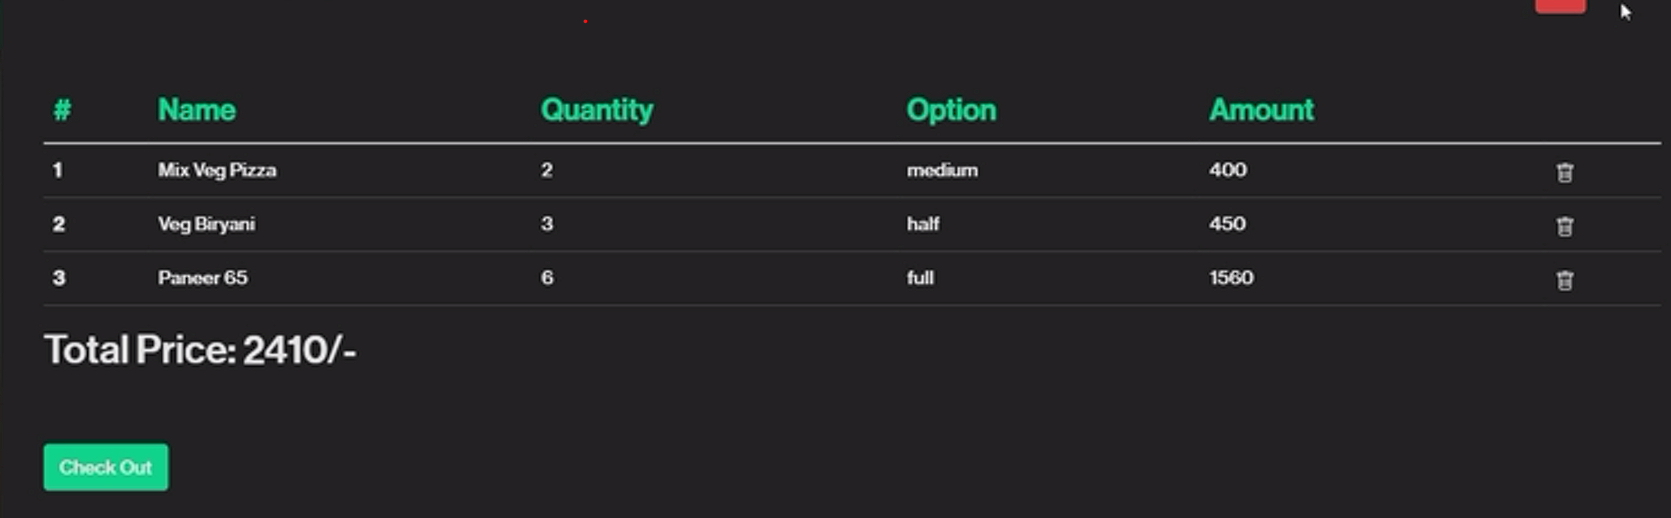 # Name Quantity Option Amount
1 Mix Veg Pizza 2 medium 400
2 Veg Biryani 3 half 450
3 Paneer 65 6 full 1560
Total Price: 2410/-
Check Out